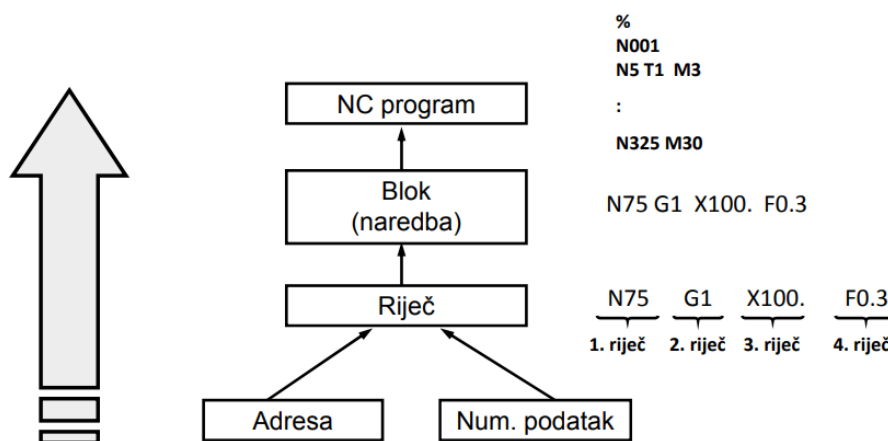 %
N001
N5 T1 M3
:
N325 M30
NC program
Blok
(naredba)
N75 G1 X100. F0.3
Riječ
N75 G1 X100. F0.3
1. riječ 2. riječ 3. riječ 4. riječ
Adresa Num. podatak